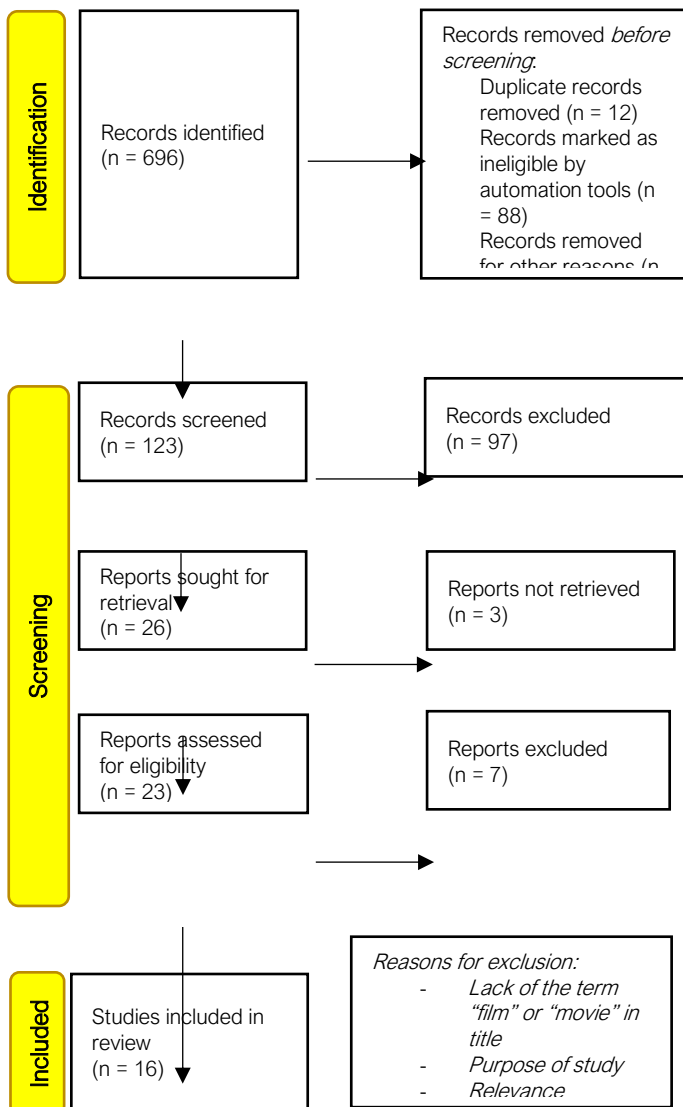 Identification
Records identified
(n = 696)
Records removed before
screening:
Duplicate records
removed (n = 12)
Records marked as
ineligible by
automation tools (n
= 88)
Records removed
for other reasons (n
Screening
Records screened
(n = 123)
Records excluded
(n = 97)
Reports sought for
retrieval
(n = 26)
Reports not retrieved
(n = 3)
Reports assessed
for eligibility
(n = 23)
Reports excluded
(n = 7)
Included
Studies included in
review
(n = 16)
Reasons for exclusion:
- Lack of the term
“film” or “movie” in
title
- Purpose of study
- Relevance